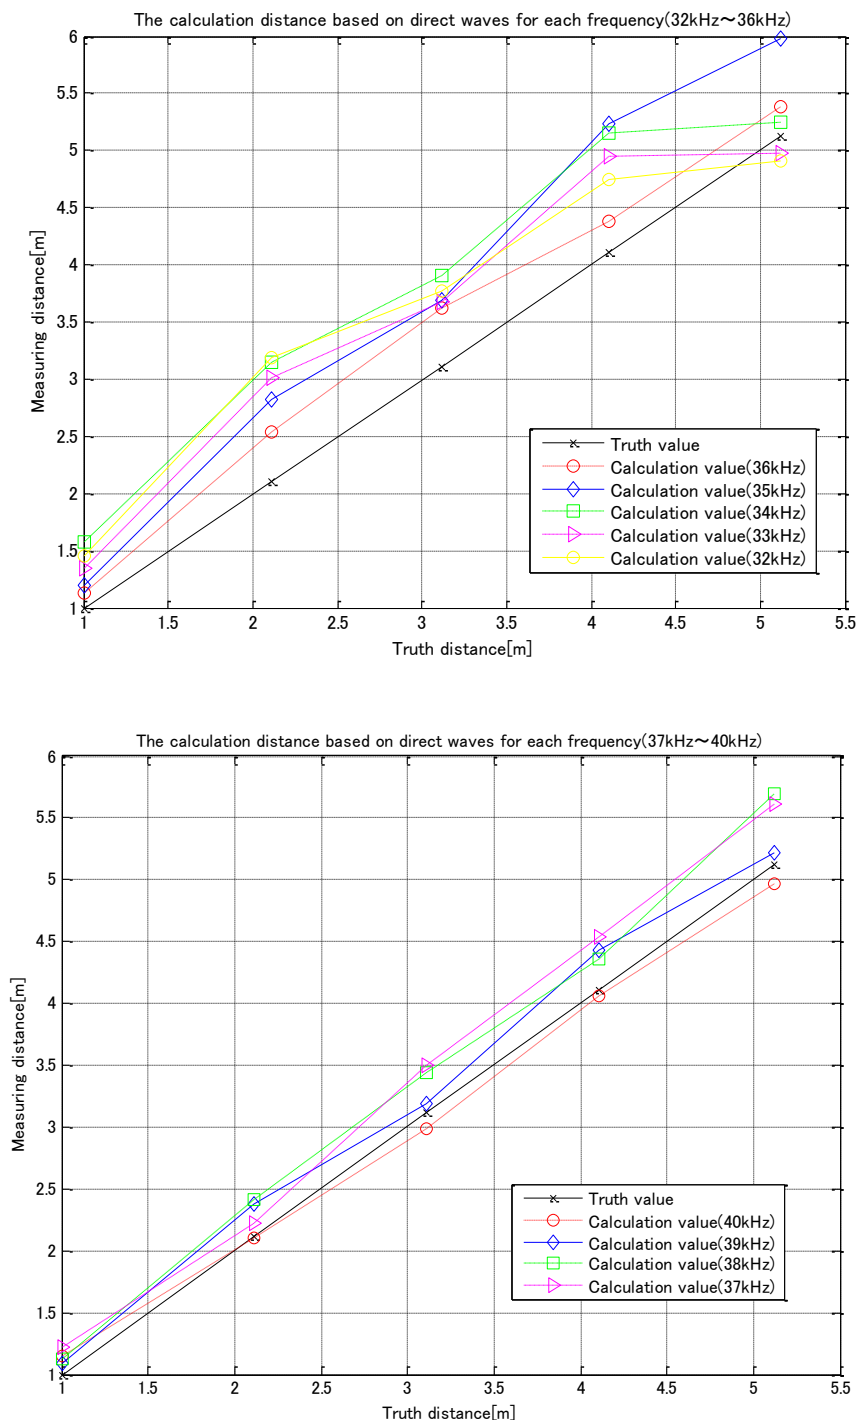 The calculation distance based on direct waves for each frequency(32kHz～36kHz)
6
5.5
5
4.5
4
3.5
3
2.5
2
1.5
1
Measuring distance[m]
Truth value
Calculation value(36kHz)
Calculation value(35kHz)
Calculation value(34kHz)
Calculation value(33kHz)
Calculation value(32kHz)
1 1.5 2 2.5 3 3.5 4 4.5 5 5.5
Truth distance[m]
The calculation distance based on direct waves for each frequency(37kHz～40kHz)
6
5.5
5
4.5
4
3.5
3
2.5
2
1.5
1
Measuring distance[m]
Truth value
Calculation value(40kHz)
Calculation value(39kHz)
Calculation value(38kHz)
Calculation value(37kHz)
1 1.5 2 2.5 3 3.5 4 4.5 5 5.5
Truth distance[m]